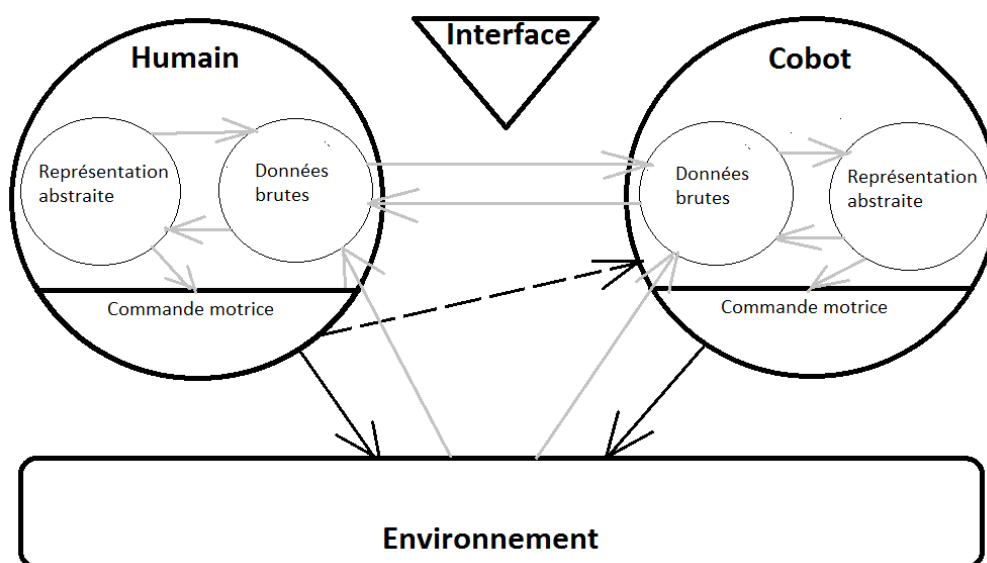 Humain
Interface
Cobot
Représentation
abstraite
Données
brutes
Données
brutes
Représentation
abstraite
Commande motrice
Commande motrice
Environnement